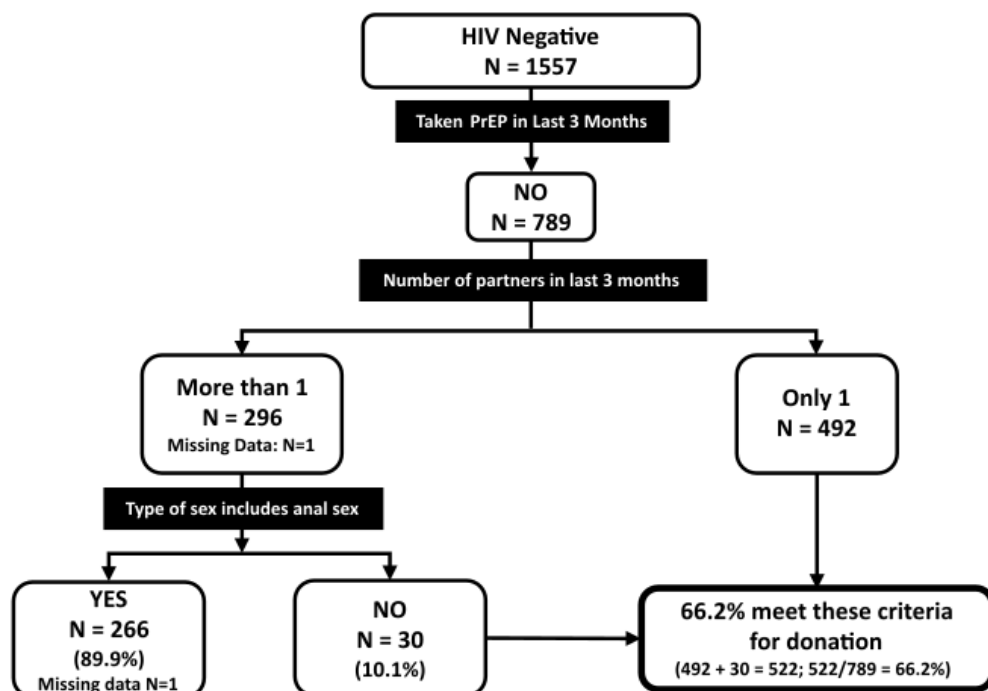 HIV Negative
N = 1557
Taken PrEP in Last 3 Months
NO
N = 789
Number of partners in last 3 months
More than 1
N = 296
Missing Data: N=1
Only 1
N = 492
Type of sex includes anal sex
YES
N = 266
(89.9%)
Missing data N=1
NO
N = 30
(10.1%)
66.2% meet these criteria
for donation
(492 + 30 = 522; 522/789 = 66.2%)